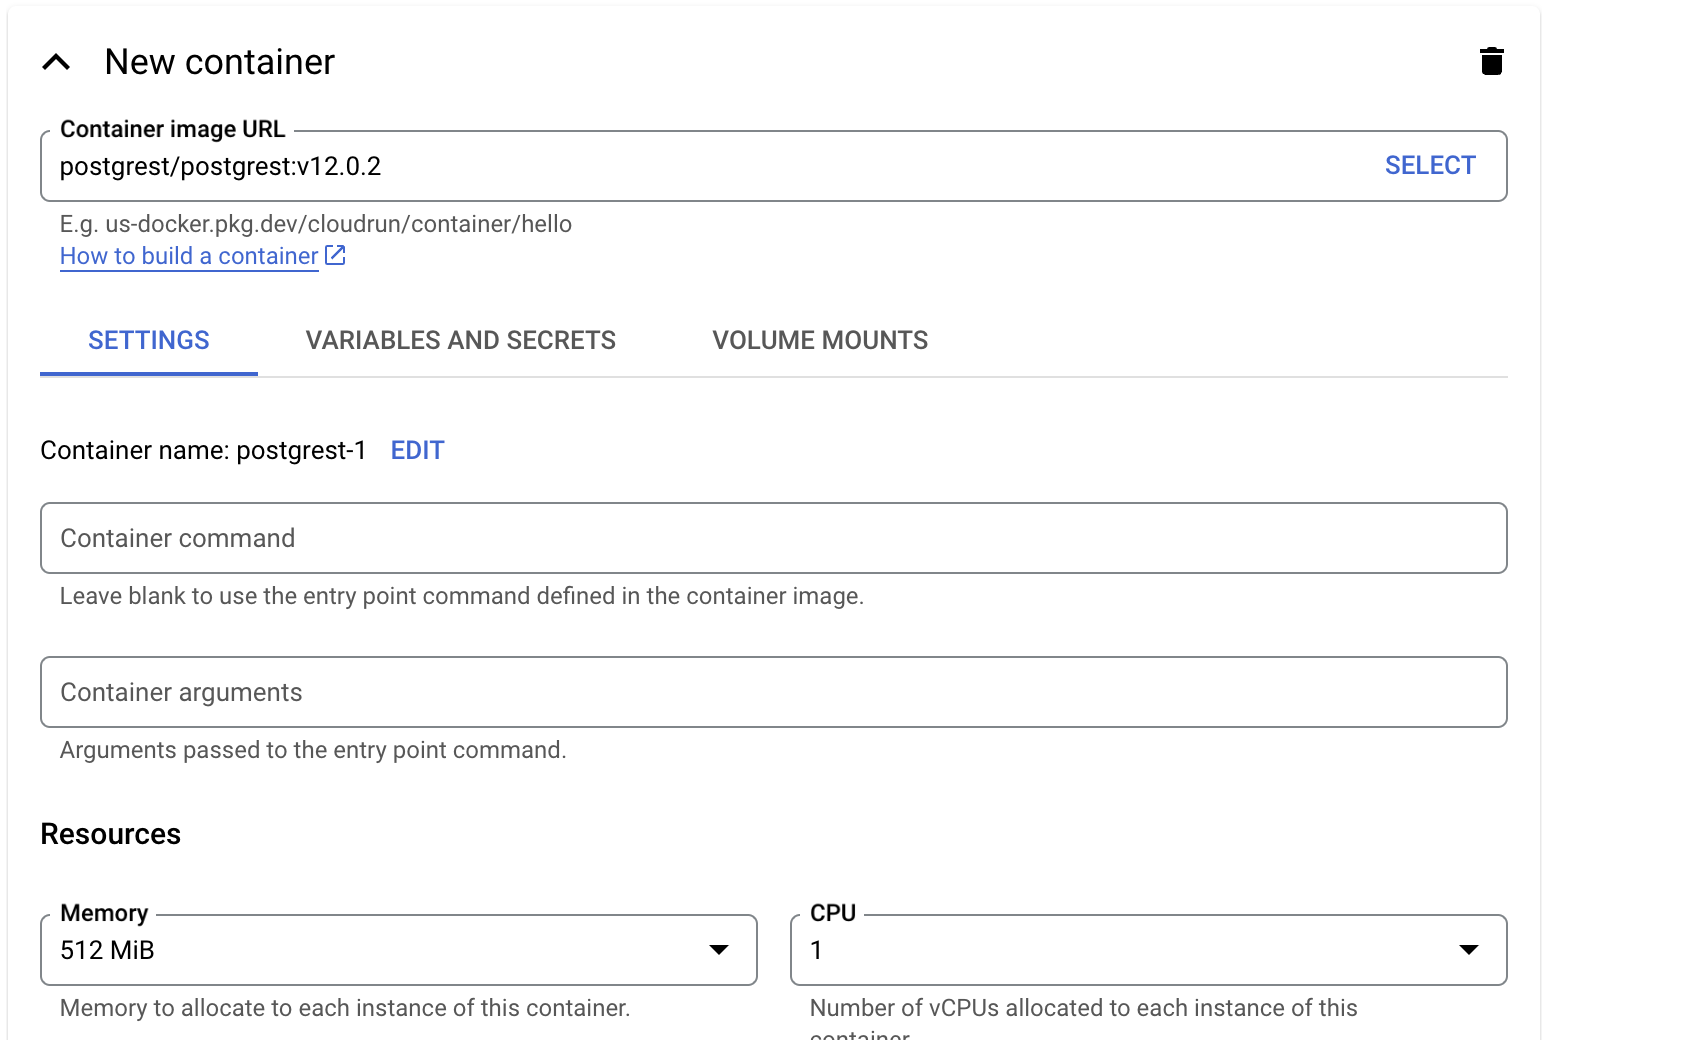 New container
Container image URL
postgrest/postgrest:v12.0.2
SELECT
E.g. us-docker.pkg.dev/cloudrun/container/hello
How to build a container
SETTINGS VARIABLES AND SECRETS VOLUME MOUNTS
Container name: postgrest-1 EDIT
Container command
Leave blank to use the entry point command defined in the container image.
Container arguments
Arguments passed to the entry point command.
Resources
Memory
512 MiB
Memory to allocate to each instance of this container.
CPU
1
Number of vCPUs allocated to each instance of this
container